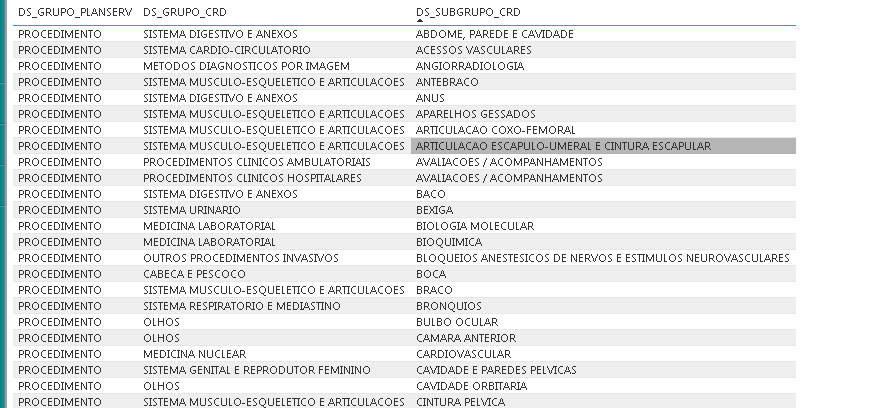 DS_GRUPO_PLANSERV DS_GRUPO_CRD DS_SUBGRUPO_CRD
PROCEDIMENTO SISTEMA DIGESTIVO E ANEXOS ABDOME, PAREDE E CAVIDADE
PROCEDIMENTO SISTEMA CARDIO-CIRCULATORIO ACESSOS VASCULARES
PROCEDIMENTO METODOS DIAGNOSTICOS POR IMAGEM ANGIORRADIOLOGIA
PROCEDIMENTO SISTEMA MUSCULO-ESQUELETICO E ARTICULACOES ANTEBRACO
PROCEDIMENTO SISTEMA DIGESTIVO E ANEXOS ANUS
PROCEDIMENTO SISTEMA MUSCULO-ESQUELETICO E ARTICULACOES APARELHOS GESSADOS
PROCEDIMENTO SISTEMA MUSCULO-ESQUELETICO E ARTICULACOES ARTICULACAO COXO-FEMORAL
PROCEDIMENTO SISTEMA MUSCULO-ESQUELETICO E ARTICULACOES ARTICULACAO ESCAPULO-UMERAL E CINTURA ESCAPULAR
PROCEDIMENTO PROCEDIMENTOS CLINICOS AMBULATORIAIS AVALIACOES / ACOMPANHAMENTOS
PROCEDIMENTO PROCEDIMENTOS CLINICOS HOSPITALARES AVALIACOES / ACOMPANHAMENTOS
PROCEDIMENTO SISTEMA DIGESTIVO E ANEXOS BACO
PROCEDIMENTO SISTEMA URINARIO BEXIGA
PROCEDIMENTO MEDICINA LABORATORIAL BIOLOGIA MOLECULAR
PROCEDIMENTO MEDICINA LABORATORIAL BIOQUIMICA
PROCEDIMENTO OUTROS PROCEDIMENTOS INVASIVOS BLOQUEIOS ANESTESICOS DE NERVOS E ESTIMULOS NEUROVASCULARES
PROCEDIMENTO CABECA E PESCOCO BOCA
PROCEDIMENTO SISTEMA MUSCULO-ESQUELETICO E ARTICULACOES BRACO
PROCEDIMENTO SISTEMA RESPIRATORIO E MEDIASTINO BRONQUIOS
PROCEDIMENTO OLHOS BULBO OCULAR
PROCEDIMENTO OLHOS CAMARA ANTERIOR
PROCEDIMENTO MEDICINA NUCLEAR CARDIOVASCULAR
PROCEDIMENTO SISTEMA GENITAL E REPRODUTOR FEMININO CAVIDADE E PAREDES PELVICAS
PROCEDIMENTO OLHOS CAVIDADE ORBITARIA
PROCEDIMENTO SISTEMA MUSCULO-ESQUELETICO E ARTICULACOES CINTURA PELVICA